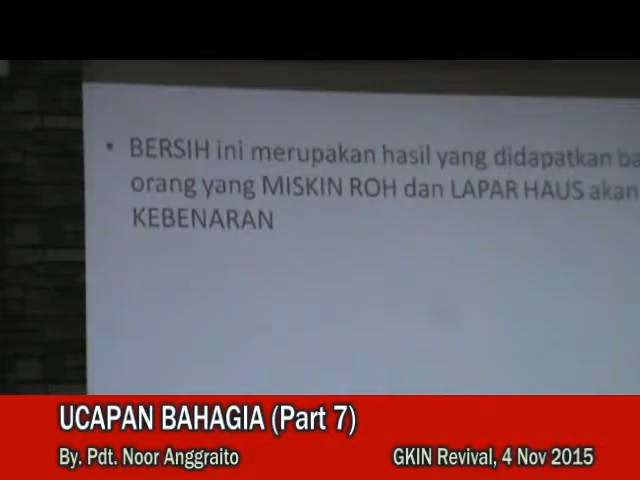 • BERSIH ini merupakan hasil yang didapatkan
orang yang MISKIN ROH dan LAPAR HAUS akan
KEBENARAN
UCAPAN BAHAGIA (Part 7)
By. Pdt. Noor Anggraito
GKIN Revival, 4 Nov 2015